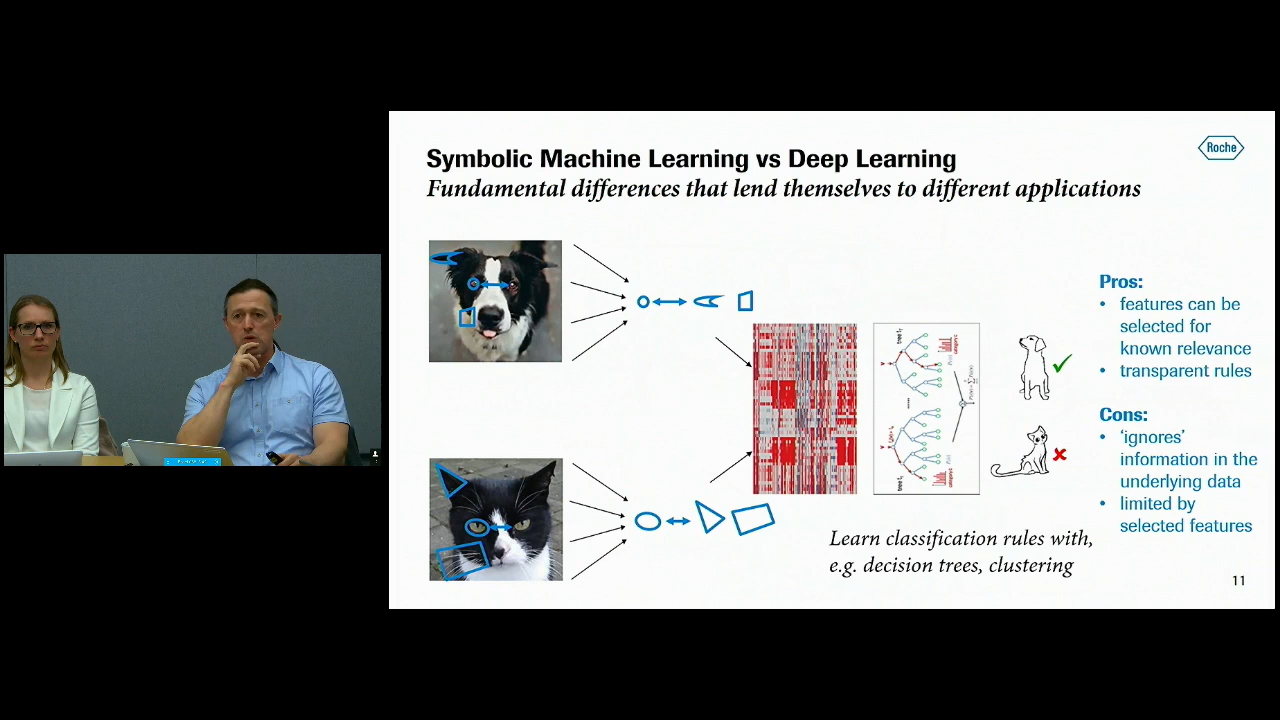 Symbolic Machine Learning vs Deep Learning
Roche
Fundamental differences that lend themselves to different applications
Pros:
• features can be
selected for
known relevance
• transparent rules
Cons:
• 'ignores'
information in the
underlying data
• limited by
selected features
Learn classification rules with,
e.g. decision trees, clustering
11